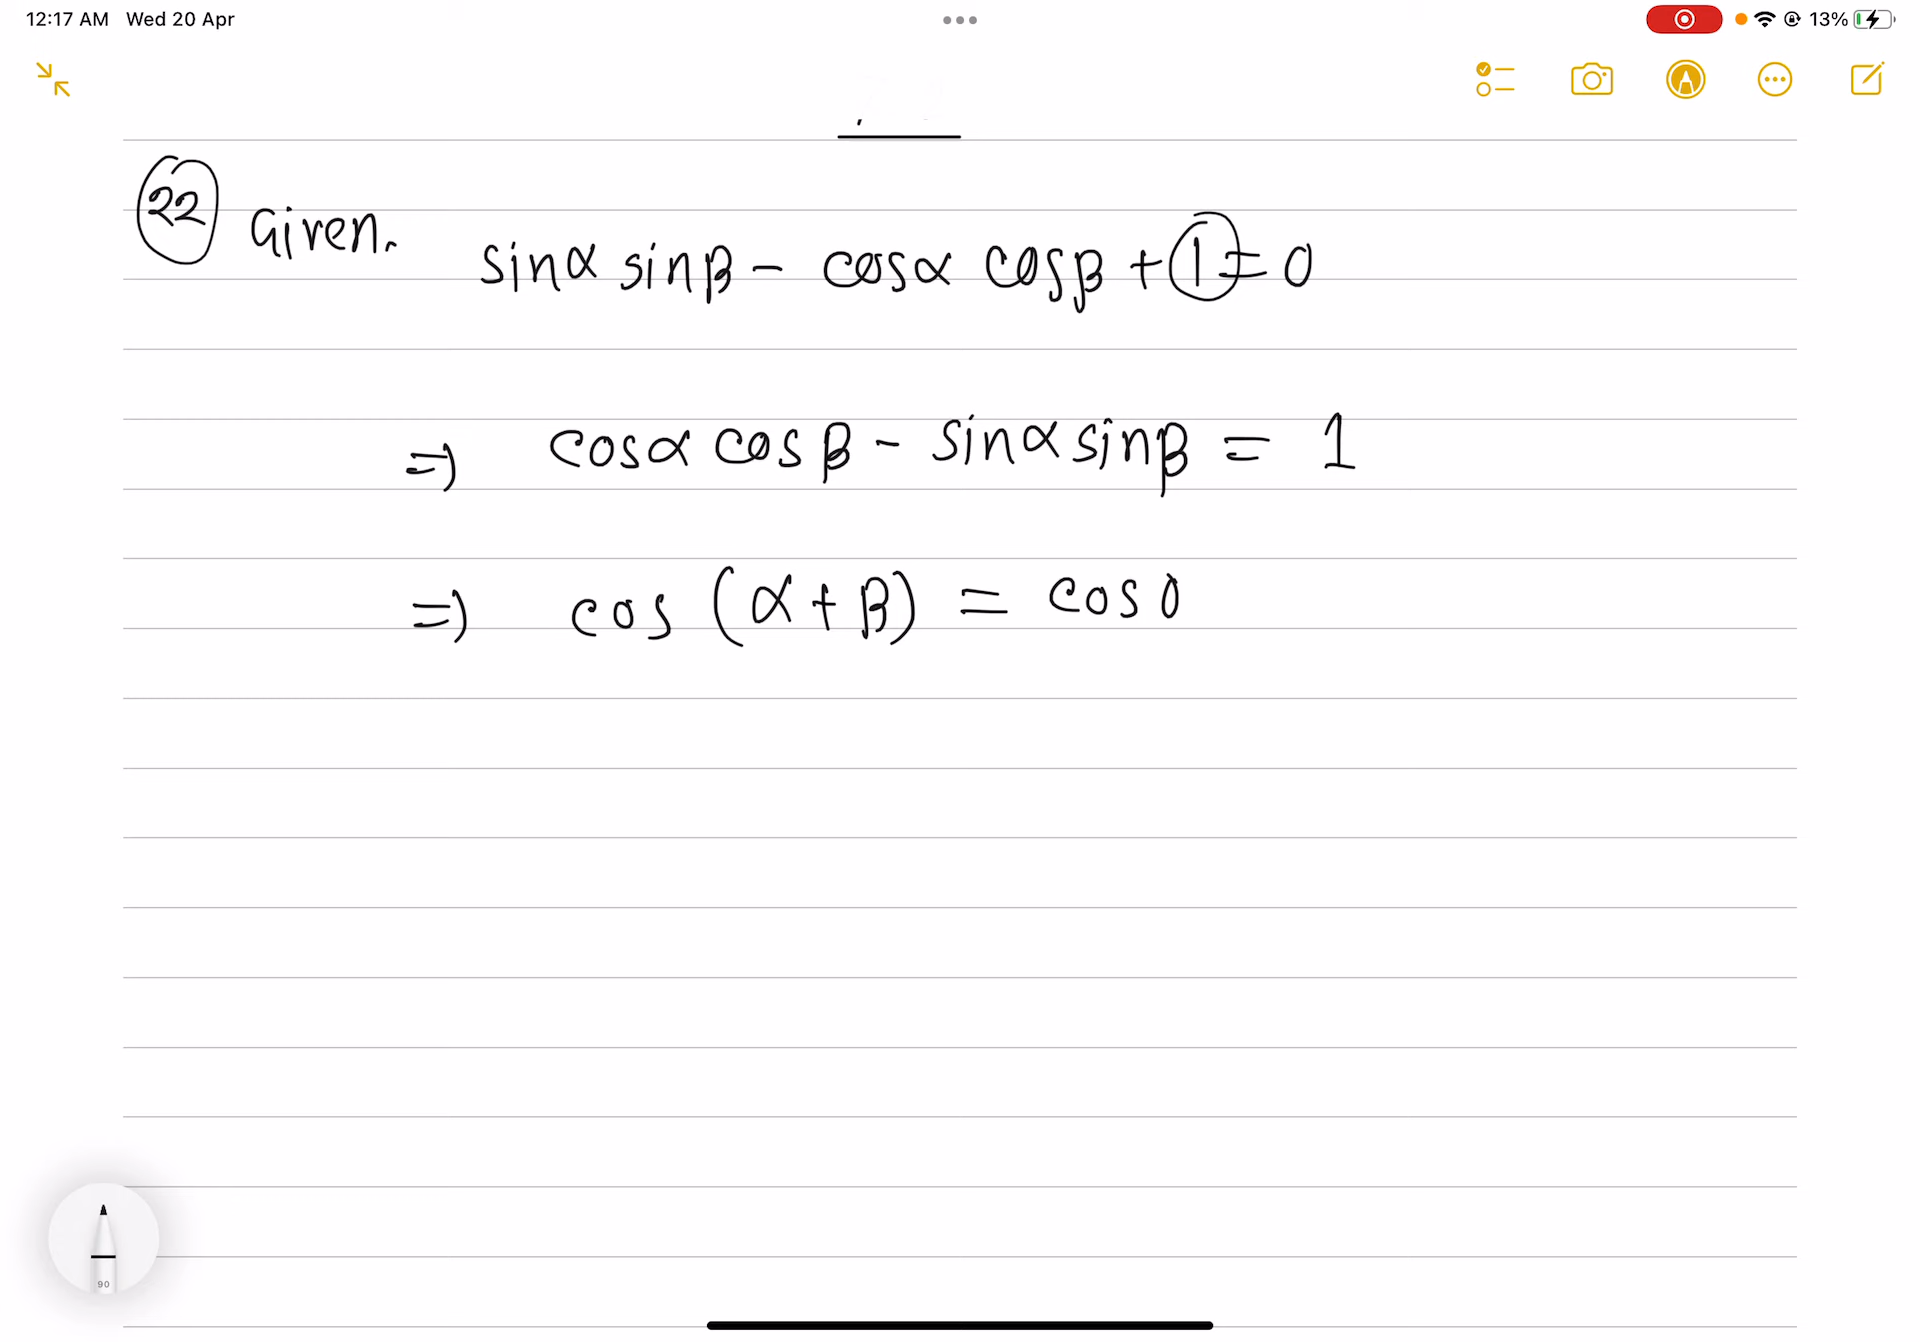 12:17 AM Wed 20 Apr 13%
22 Given.
sinα sinβ - cosα cosβ + 1 = 0
=) cosα cosβ - sinα sinβ = 1
=) cos (α + β) = cos 0
90